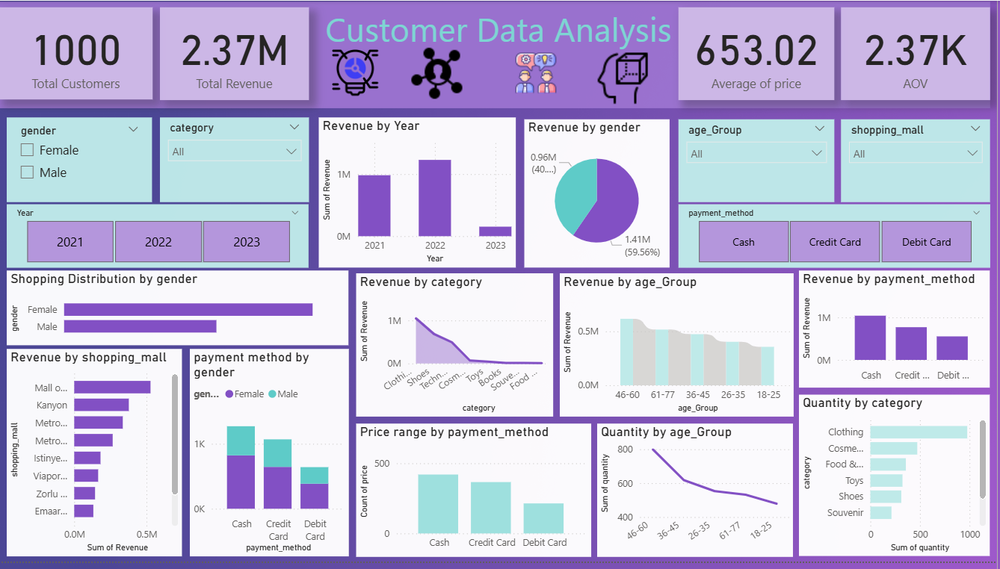 Customer Data Analysis
1000
Total Customers
2.37M
Total Revenue
653.02
Average of price
2.37K
AOV
gender
Female
Male
category
All
Year
2021
2022
2023
Revenue by Year
Sum of Revenue
1M
0M
2021
2022
2023
Year
Revenue by gender
0.96M
(40....)
1.41M
(59.56%)
age_Group
All
shopping_mall
All
payment_method
Cash
Credit Card
Debit Card
Shopping Distribution by gender
gender
Female
Male
Revenue by category
Sum of Revenue
1M
0M
Clothi...
Shoes
Techn...
Cosm...
Toys
Books
Souve...
Food ...
category
Revenue by age_Group
Sum of Revenue
0.5M
0.0M
46-60
61-77
36-45
26-35
18-25
age_Group
Revenue by payment_method
Sum of Revenue
1M
0M
Cash
Credit ...
Debit ...
Revenue by shopping_mall
shopping_mall
Mall o...
Kanyon
Metro...
Metro...
Istinye...
Viapor...
Zorlu ...
Emaar...
0.0M
0.5M
Sum of Revenue
payment method by
gender
gen...
Female
Male
1K
0K
Cash
Credit
Card
Debit
Card
payment_method
Price range by payment_method
Count of price
500
0
Cash
Credit Card
Debit Card
Quantity by age_Group
Sum of quantity
800
600
400
46-60
36-45
26-35
61-77
18-25
Quantity by category
category
Clothing
Cosme...
Food &...
Toys
Shoes
Souvenir
0
500
1000
Sum of quantity